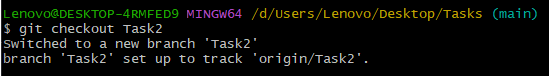 Lenovo@DESKTOP-4RMFED9 MINGW64 /d/Users/Lenovo/Desktop/Tasks (main)
$ git checkout Task2
Switched to a new branch 'Task2'
branch 'Task2' set up to track 'origin/Task2'.